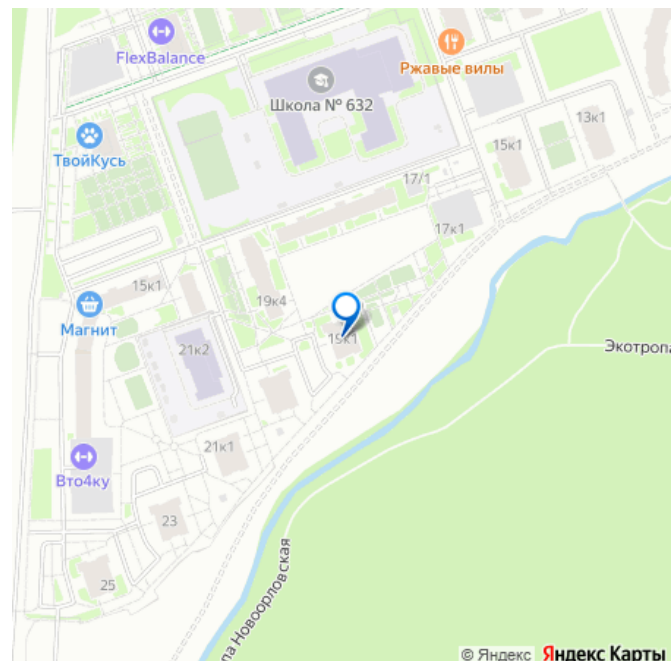 FlexBalance
Ржавые вилы
Школа № 632
13к1
15к1
ТвойКусь
17/1
17к1
15к1
19к4
Магнит
19к1
21к2
Экотропа
21к1
Вто4ку
23
па Новоорловская
25
© Яндекс Яндекс Карты